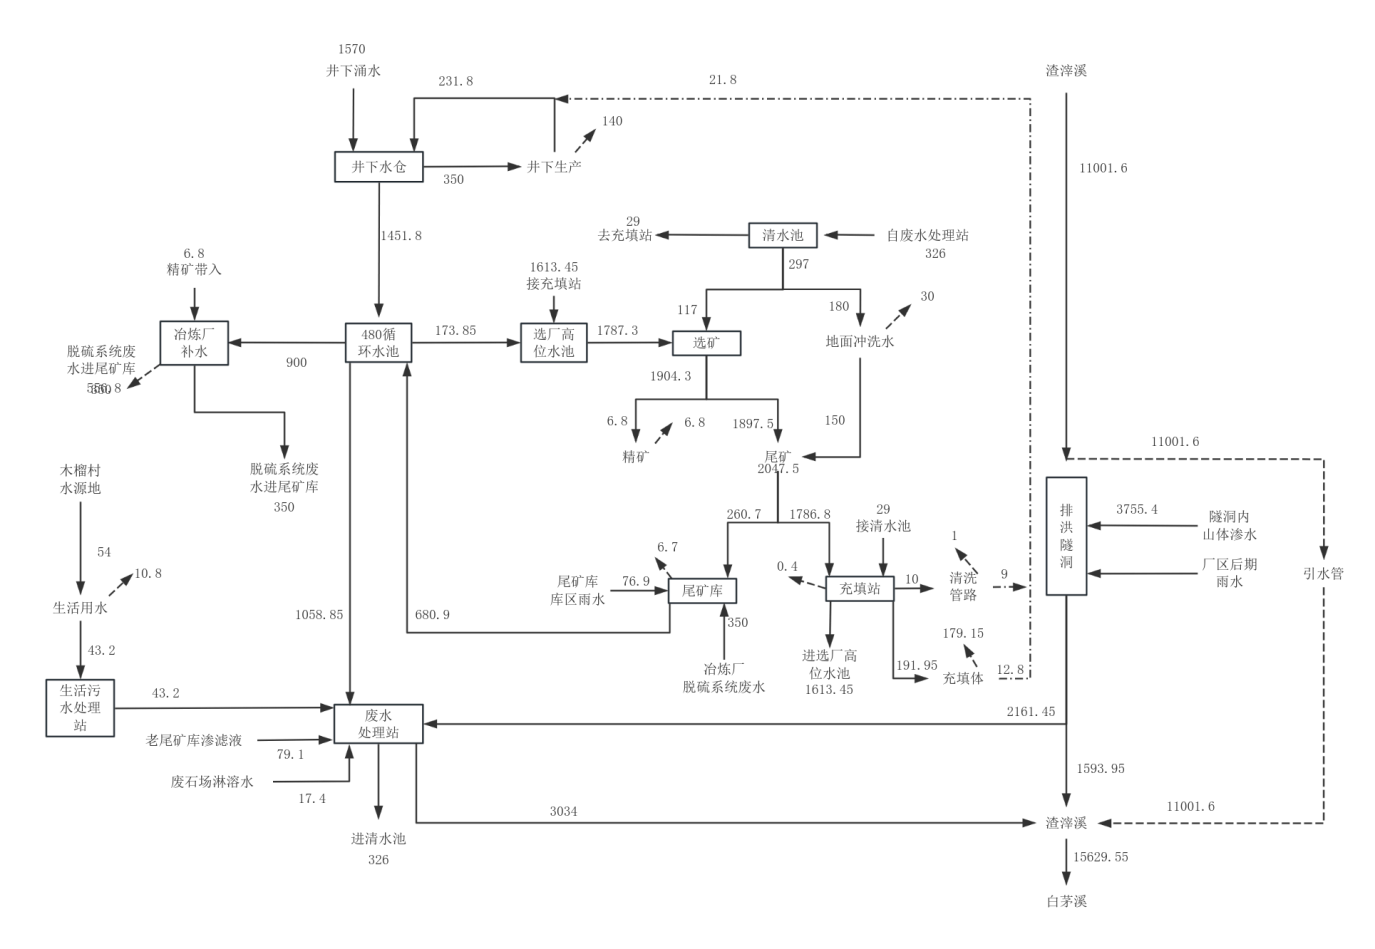 1570
井下涌水
231.8
21.8
渣滓溪
140
井下水仓
350
井下生产
11001.6
1451.8
29
去充填站
清水池
自废水处理站
326
297
6.8
精矿带入
1613.45
接充填站
117
180
30
冶炼厂
补水
900
480循
环水池
173.85
选厂高
位水池
1787.3
选矿
地面冲洗水
脱硫系统废
水进尾矿库
556.8
1904.3
6.8
6.8
1897.5
150
精矿
尾矿
2047.5
11001.6
木榴村
水源地
脱硫系统废
水进尾矿库
350
54
10.8
生活用水
43.2
260.7
1786.8
29
接清水池
排
洪
隧
洞
3755.4
隧洞内
山体渗水
厂区后期
雨水
引水管
6.7
尾矿库
库区雨水
76.9
尾矿库
350
0.4
充填站
10
1
清洗
管路
9
1058.85
680.9
冶炼厂
脱硫系统废水
进选厂高
位水池
1613.45
191.95
179.15
充填体
12.8
生活污
水处理
站
43.2
废水
处理站
2161.45
老尾矿库渗滤液
79.1
废石场淋溶水
17.4
1593.95
进清水池
326
3034
渣滓溪
11001.6
15629.55
白茅溪